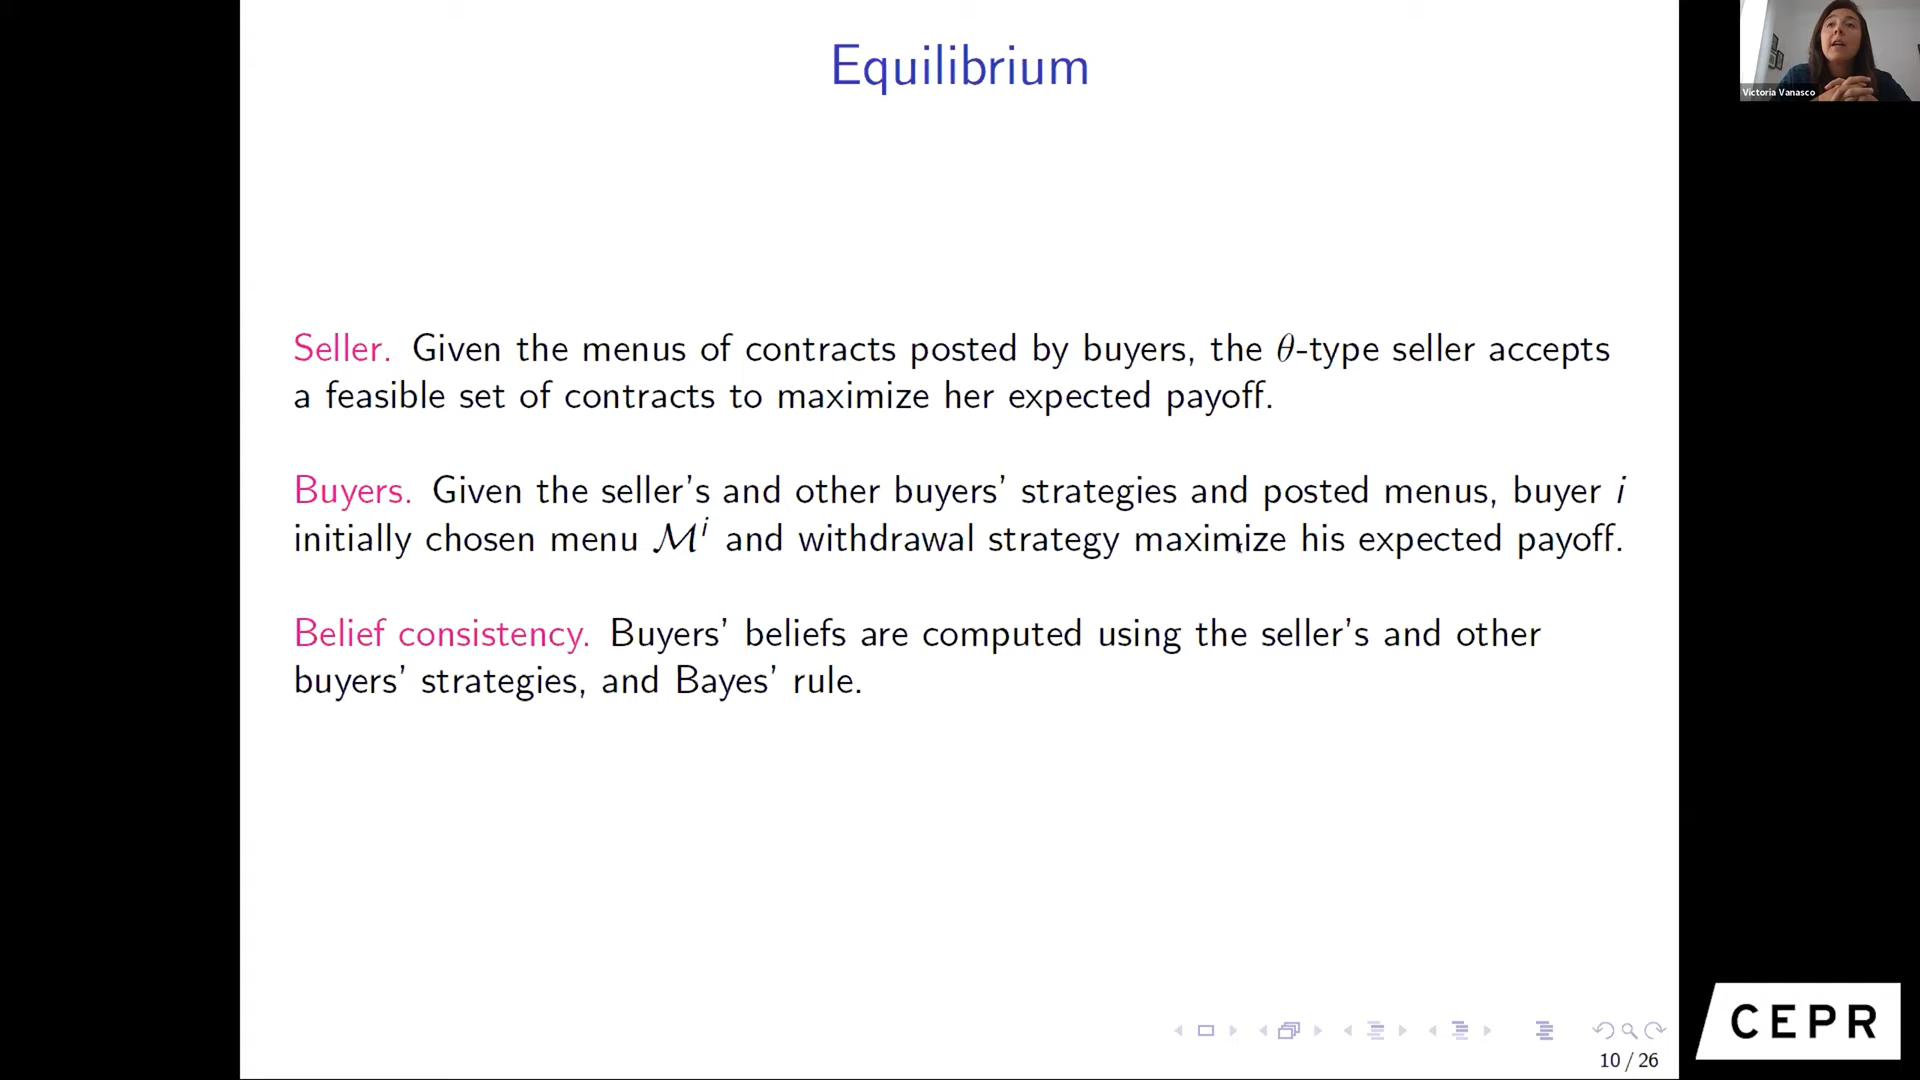 Equilibrium
Victoria Vanasco
Seller. Given the menus of contracts posted by buyers, the θ-type seller accepts
a feasible set of contracts to maximize her expected payoff.
Buyers. Given the seller's and other buyers' strategies and posted menus, buyer i
initially chosen menu ℳⁱ and withdrawal strategy maximize his expected payoff.
Belief consistency. Buyers' beliefs are computed using the seller's and other
buyers' strategies, and Bayes' rule.
10 / 26
CEPR